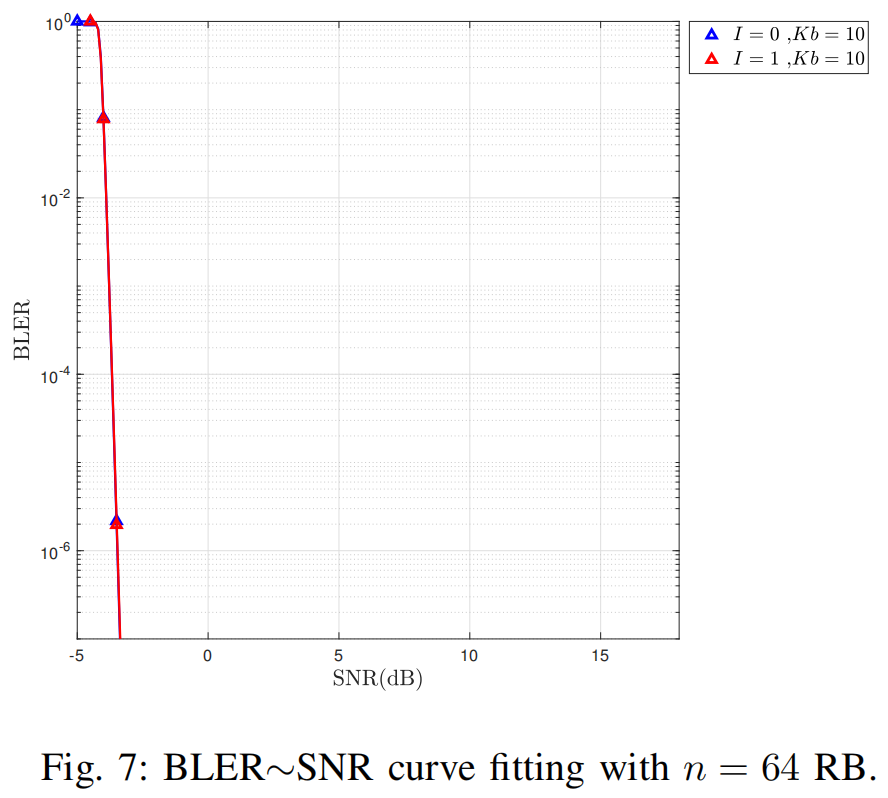 10^0
10^-2
10^-4
10^-6
BLER
-5 0 5 10 15
SNR(dB)
I = 0 ,Kb = 10
I = 1 ,Kb = 10
Fig. 7: BLER∼SNR curve fitting with n = 64 RB.